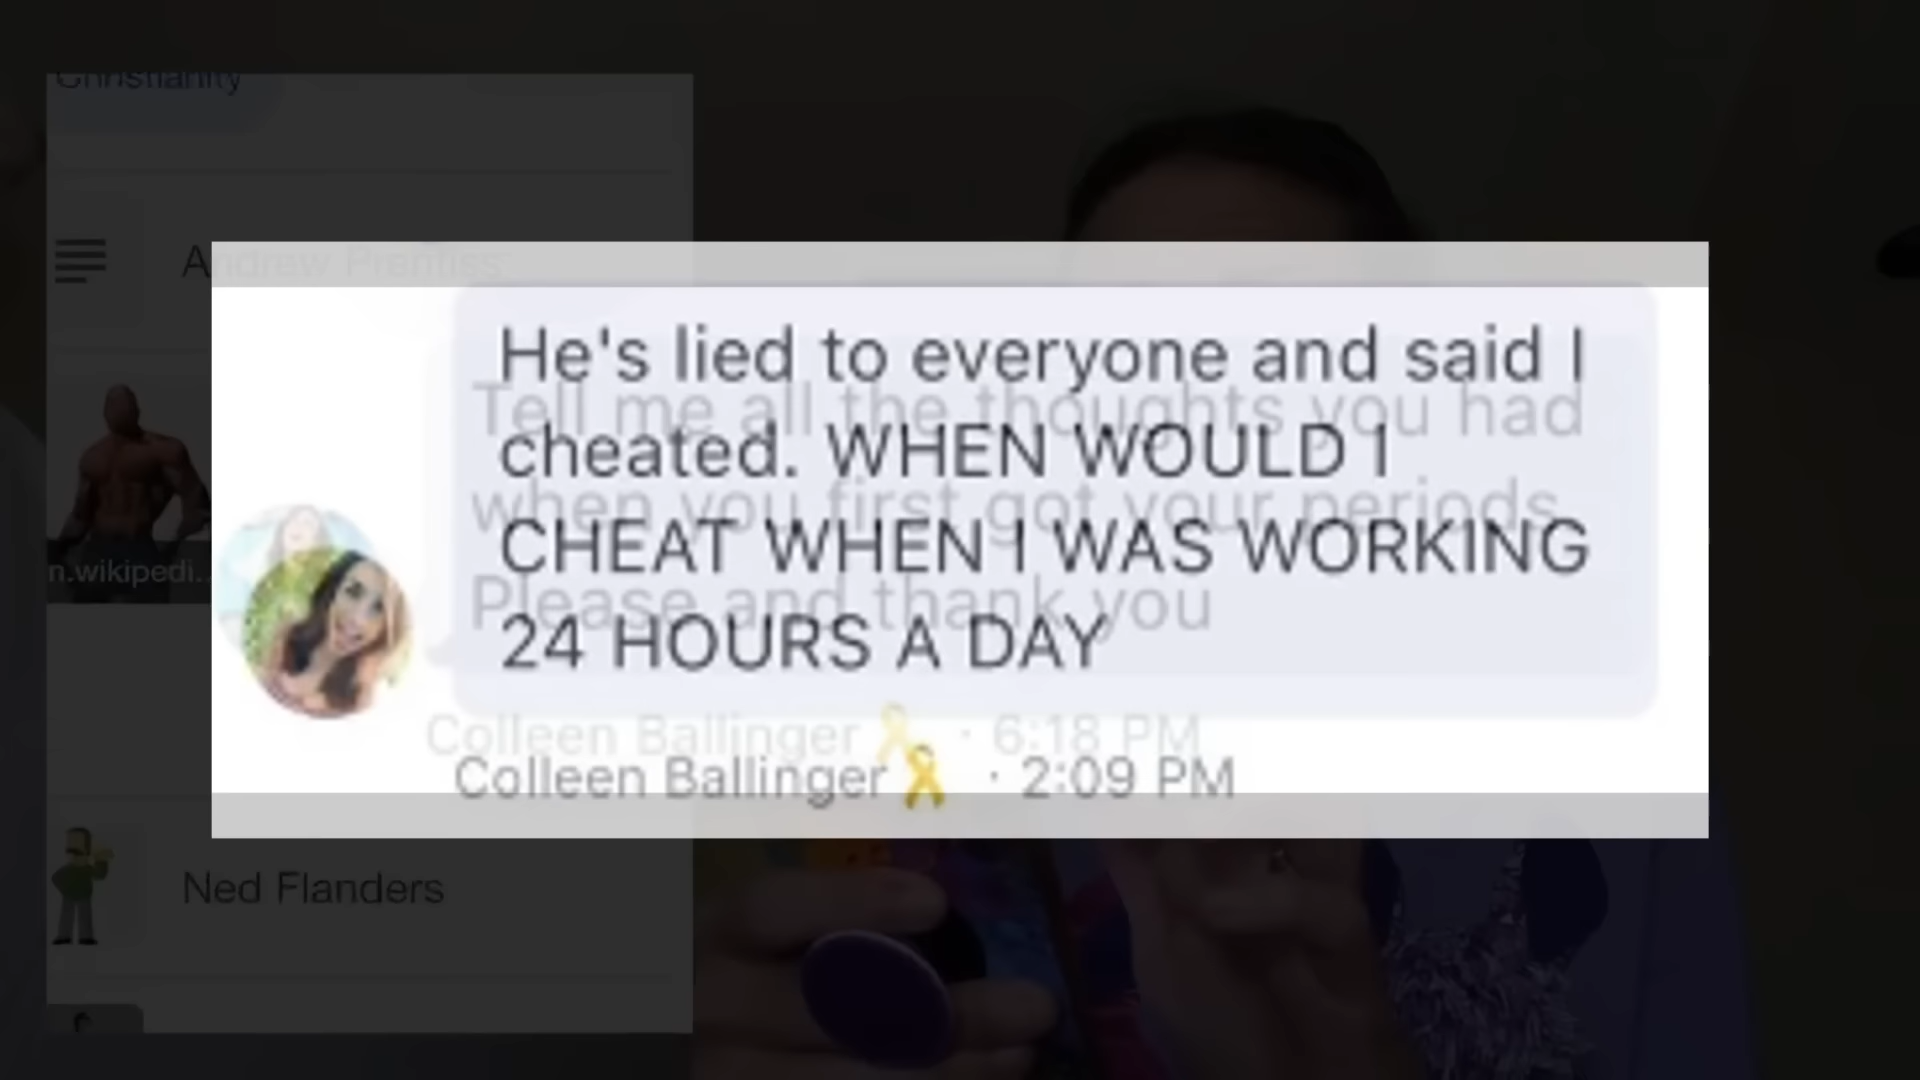 Christianity
Andrew Prentiss
He's lied to everyone and said I
cheated. WHEN WOULD I
CHEAT WHEN I WAS WORKING
24 HOURS A DAY
Colleen Ballinger 🎗 · 2:09 PM
Tell me all the thoughts you had
when you first got your periods
Please and thank you
Colleen Ballinger 🎗 · 6:18 PM
n.wikipedi...
Ned Flanders